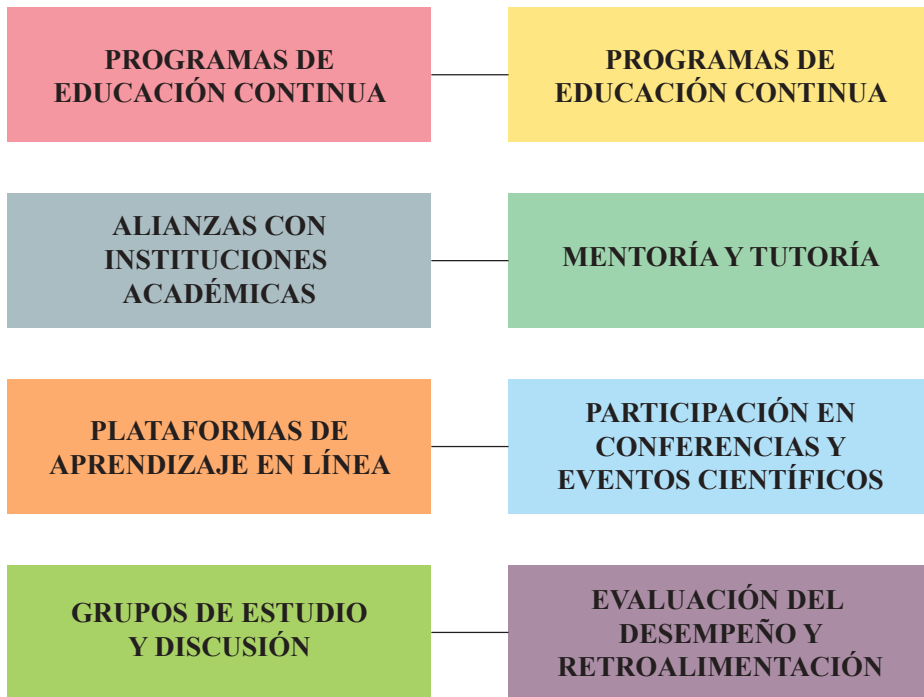 PROGRAMAS DE
EDUCACIÓN CONTINUA
PROGRAMAS DE
EDUCACIÓN CONTINUA
ALIANZAS CON
INSTITUCIONES
ACADÉMICAS
MENTORÍA Y TUTORÍA
PLATAFORMAS DE
APRENDIZAJE EN LÍNEA
PARTICIPACIÓN EN
CONFERENCIAS Y
EVENTOS CIENTÍFICOS
GRUPOS DE ESTUDIO
Y DISCUSIÓN
EVALUACIÓN DEL
DESEMPEÑO Y
RETROALIMENTACIÓN